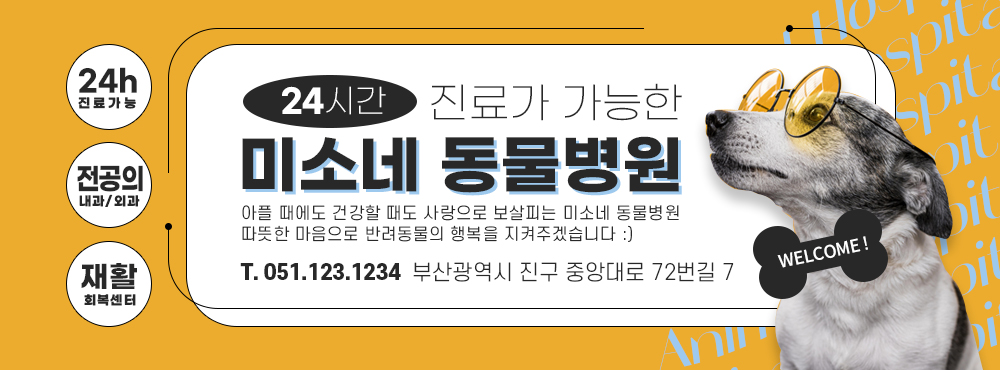 24h
진료가능
전공의
내과/외과
재활
회복센터
24시간 진료가 가능한
미소네 동물병원
아플 때에도 건강할 때도 사랑으로 보살피는 미소네 동물병원
따뜻한 마음으로 반려동물의 행복을 지켜주겠습니다 :)
T. 051.123.1234 부산광역시 진구 중앙대로 72번길 7
WELCOME!